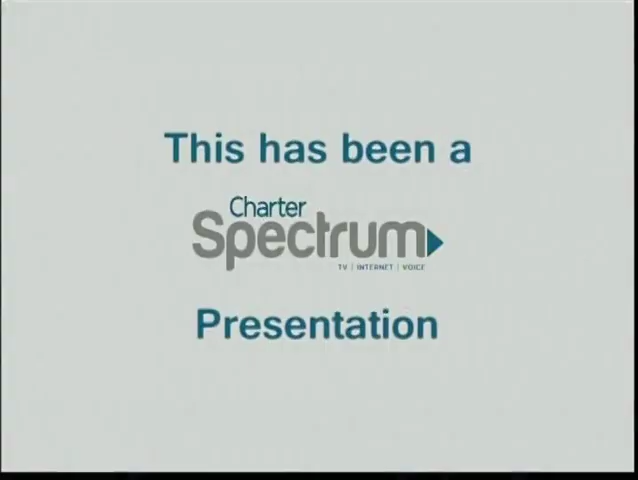 This has been a
Charter
Spectrum
TV | INTERNET | VOICE
Presentation